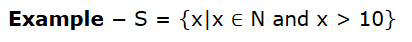 Example − S = {x|x ∈ N and x > 10}